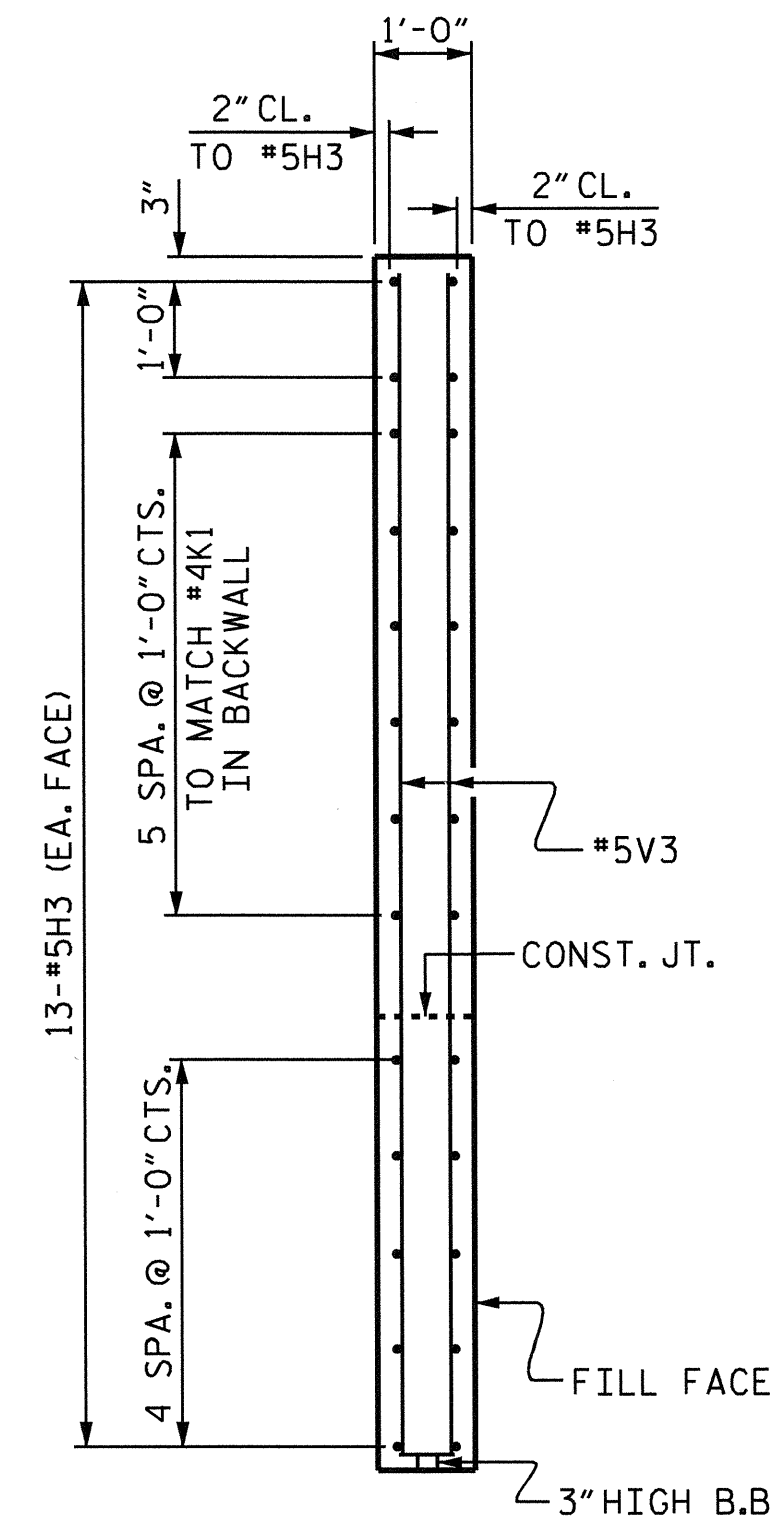 1'-0"
2" CL.
TO #5H3
2" CL.
TO #5H3
3"
1'-0"
5 SPA. @ 1'-0" CTS.
TO MATCH #4K1
IN BACKWALL
13-#5H3 (EA. FACE)
#5V3
CONST. JT.
4 SPA. @ 1'-0" CTS.
FILL FACE
3" HIGH B.B